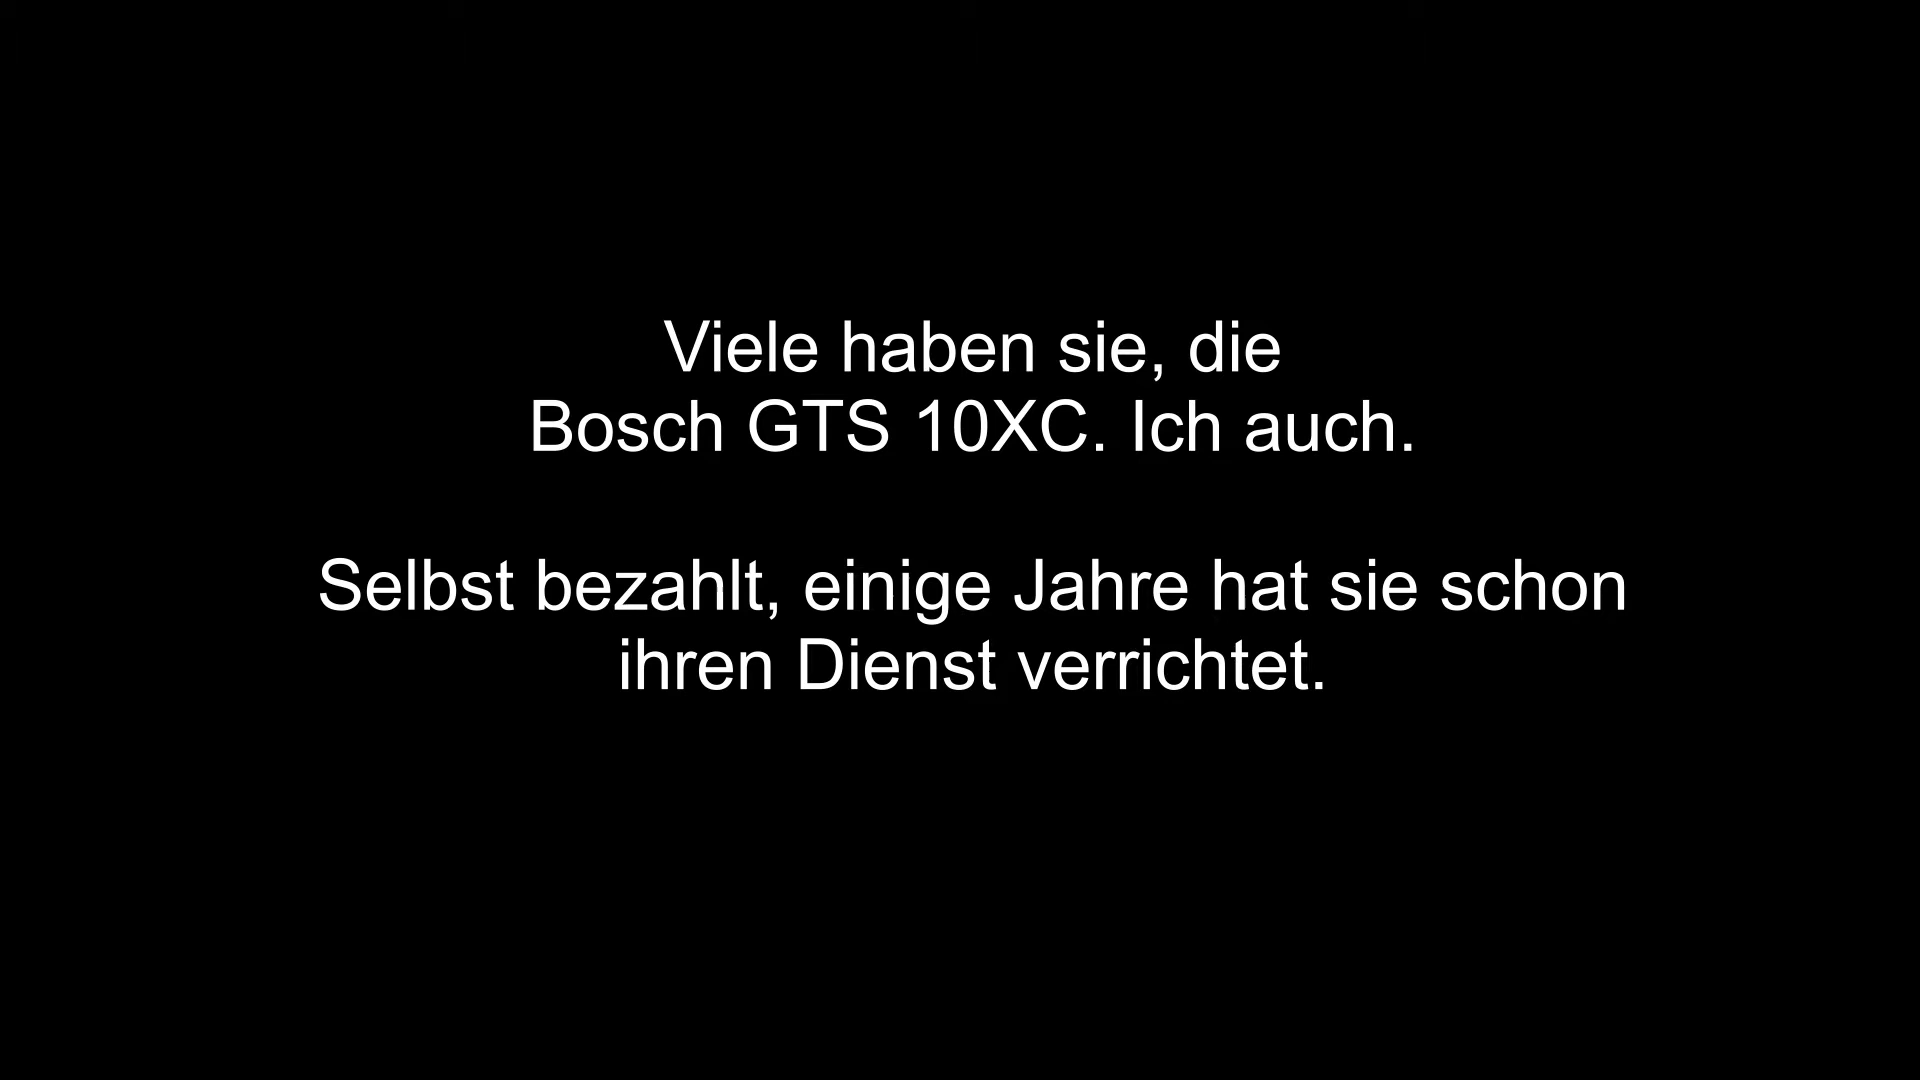 Viele haben sie, die
Bosch GTS 10XC. Ich auch.
Selbst bezahlt, einige Jahre hat sie schon
ihren Dienst verrichtet.